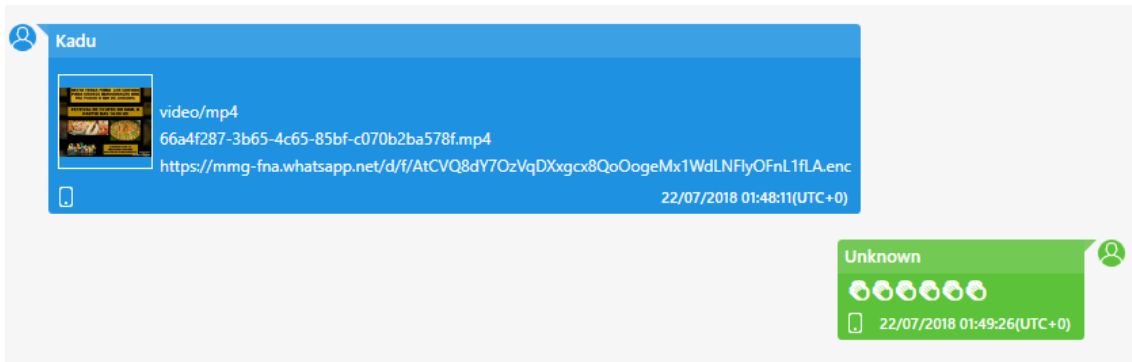 Kadu
video/mp4
66a4f287-3b65-4c65-85bf-c070b2ba578f.mp4
https://mmg-fna.whatsapp.net/d/f/AtCVQ8dY7OzVqDXxgcx8QoOogeMx1WdLNFlyOFnL1fLA.enc
22/07/2018 01:48:11(UTC+0)
Unknown
22/07/2018 01:49:26(UTC+0)